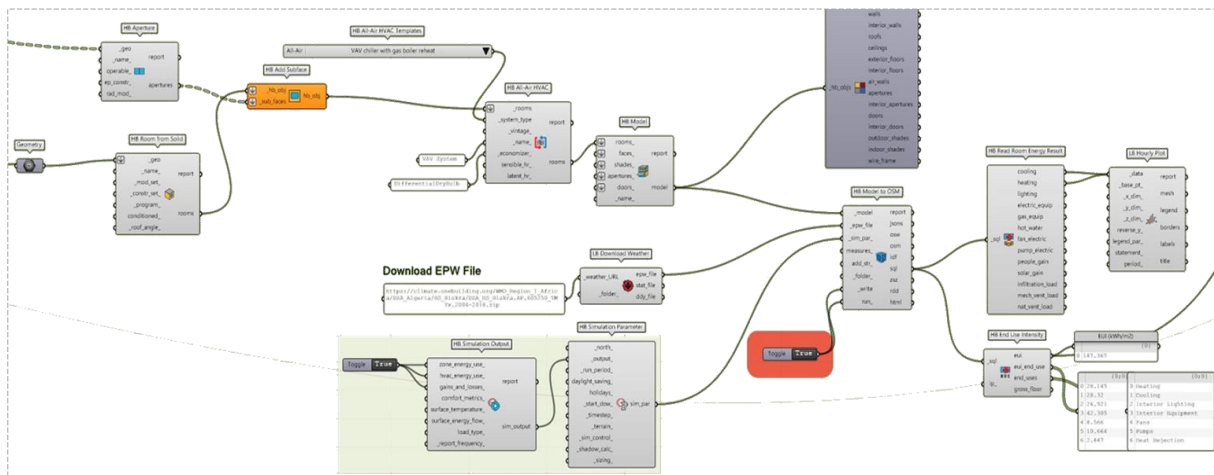 HB Aperture
_geo
_name_
operable_
ep_constr_
rad_mod_
report
apertures
Geometry
HB Room from Solid
_geo
_name_
_mod_set_
_constr_set_
_program_
conditioned_
_roof_angle_
report
rooms
HB Add Subface
_hb_obj
_sub_faces
hb_obj
HB All-Air HVAC Templates
All-Air
VAV chiller with gas boiler reheat
HB All-Air HVAC
_rooms
_system_type
_vintage_
_name_
_economizer_
sensible_hr_
latent_hr_
report
rooms
VAV System
DifferentialDryBulb
HB Model
rooms_
faces_
shades_
apertures_
doors_
_name_
report
model
_hb_objs
walls
interior_walls
roofs
ceilings
exterior_floors
interior_floors
air_walls
apertures
interior_apertures
doors
interior_doors
outdoor_shades
indoor_shades
wire_frame
Download EPW File
LB Download Weather
_weather_URL
_folder_
epw_file
stat_file
ddy_file
HB Simulation Output
Toggle
True
zone_energy_use_
hvac_energy_use_
gains_and_losses_
comfort_metrics_
surface_temperature_
surface_energy_flow_
load_type_
_report_frequency_
report
sim_output
HB Simulation Parameter
_north_
_output_
_run_period_
daylight_saving_
holidays_
_start_dow_
_timestep_
_terrain_
_sim_control_
_shadow_calc_
_sizing_
sim_par
Toggle
True
HB Model to OSM
_model
_epw_file
_sim_par_
measures_
add_str_
_folder_
_write
run_
report
jsons
osw
osm
idf
sql
zsz
rdd
html
HB Read Room Energy Result
_sql
cooling
heating
lighting
electric_equip
gas_equip
hot_water
fan_electric
pump_electric
people_gain
solar_gain
infiltration_load
mech_vent_load
nat_vent_load
LB Hourly Plot
_data
_base_pt_
_x_dim_
_y_dim_
_z_dim_
reverse_y_
legend_par_
statement_
period_
report
mesh
legend
borders
labels
title
HB End Use Intensity
_sql
eui
eui_end_use
end_uses
gross_floor
EUI (kWh/m2)
{0}
0 147.347
{0;0}
0 28.145
1 28.32
2 26.921
3 42.385
4 8.566
5 10.664
6 2.447
{0;0}
0 Heating
1 Cooling
2 Interior Lighting
3 Interior Equipment
4 Fans
5 Pumps
6 Heat Rejection